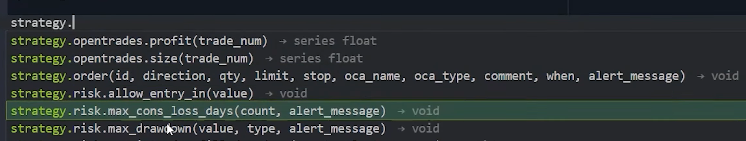 strategy.
strategy.opentrades.profit(trade_num) → series float
strategy.opentrades.size(trade_num) → series float
strategy.order(id, direction, qty, limit, stop, oca_name, oca_type, comment, when, alert_message) → void
strategy.risk.allow_entry_in(value) → void
strategy.risk.max_cons_loss_days(count, alert_message) → void
strategy.risk.max_drawdown(value, type, alert_message) → void